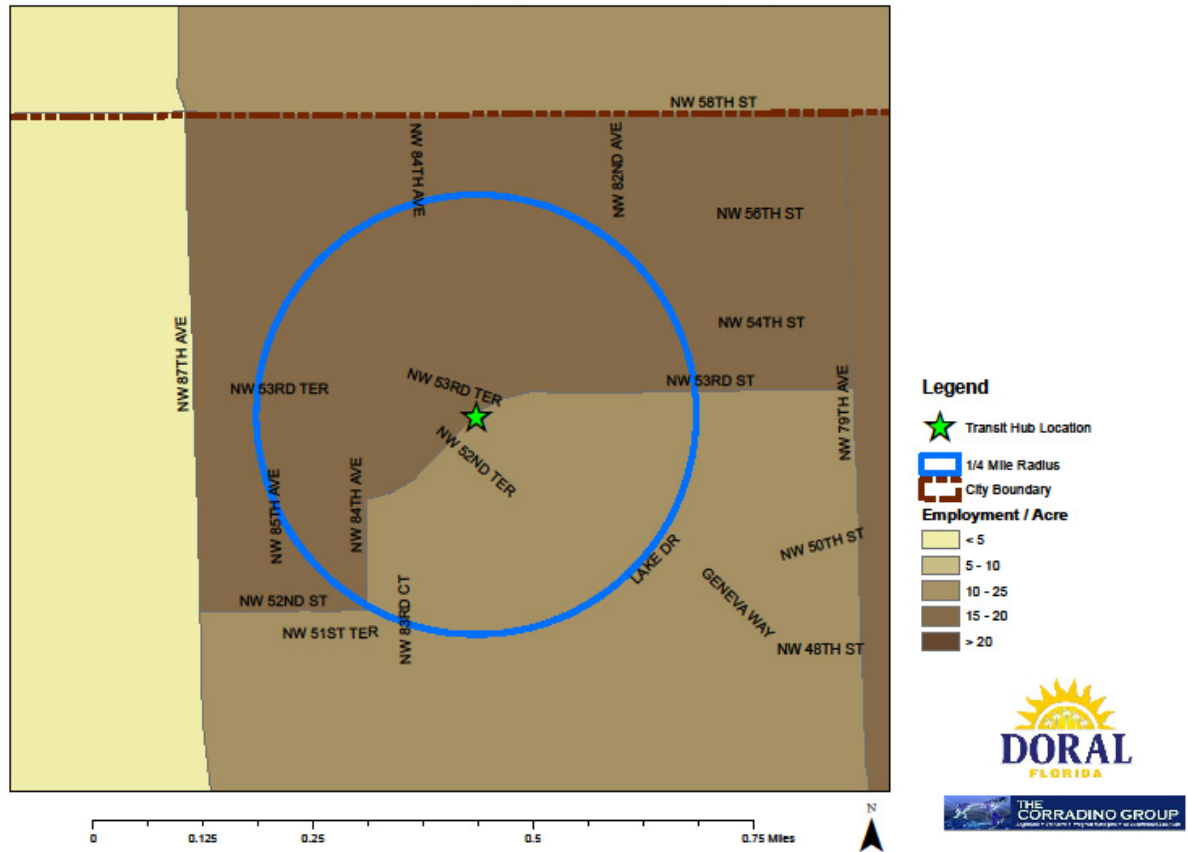 NW 58TH ST
NW 84TH AVE
NW 82ND AVE
NW 56TH ST
NW 54TH ST
NW 87TH AVE
NW 53RD TER
NW 53RD TER
NW 53RD ST
NW 79TH AVE
NW 52ND TER
NW 85TH AVE
NW 84TH AVE
LAKE DR
NW 50TH ST
GENEVA WAY
NW 52ND ST
NW 51ST TER
NW 83RD CT
NW 48TH ST
Legend
Transit Hub Location
1/4 Mile Radius
City Boundary
Employment / Acre
< 5
5 - 10
10 - 25
15 - 20
> 20
DORAL
FLORIDA
THE
CORRADINO GROUP
0 0.125 0.25 0.5 0.75 Miles
N